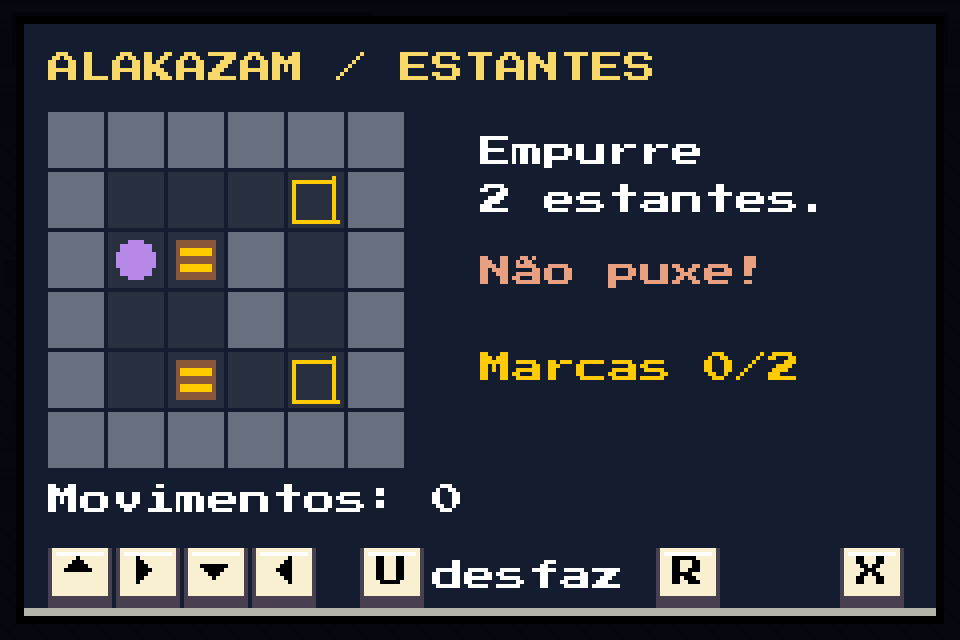 ALAKAZAM / ESTANTES
Empurre
2 estantes.
Não puxe!
Marcas 0/2
Movimentos: 0
U desfaz R X